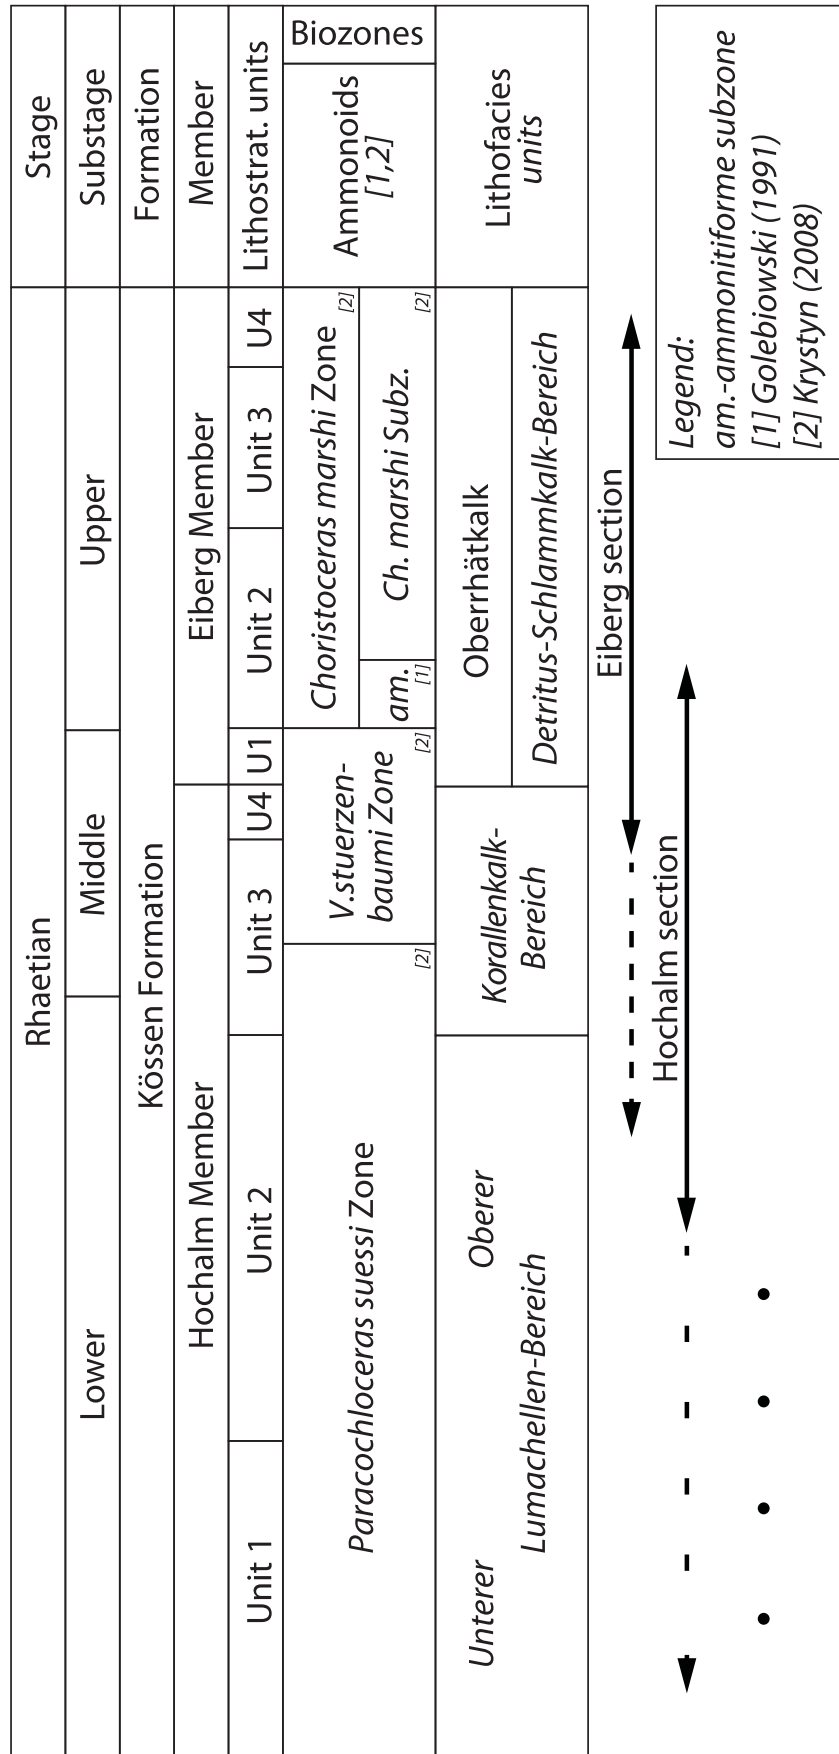 Stage
Substage
Formation
Member
Lithostrat. units
Biozones
Ammonoids
[1,2]
Lithofacies
units
Rhaetian
Upper
Middle
Lower
Kössen Formation
Eiberg Member
Hochalm Member
U4
Unit 3
Unit 2
U1
U4
Unit 3
Unit 2
Unit 1
Choristoceras marshi Zone
[2]
Ch. marshi Subz.
[2]
am.
[1]
V.stuerzen-
baumi Zone
[2]
Paracochloceras suessi Zone
[2]
Oberrhätkalk
Detritus-Schlammkalk-Bereich
Korallenkalk-
Bereich
Unterer
Oberer
Lumachellen-Bereich
Eiberg section
Hochalm section
Legend:
am.-ammonitiforme subzone
[1] Golebiowski (1991)
[2] Krystyn (2008)